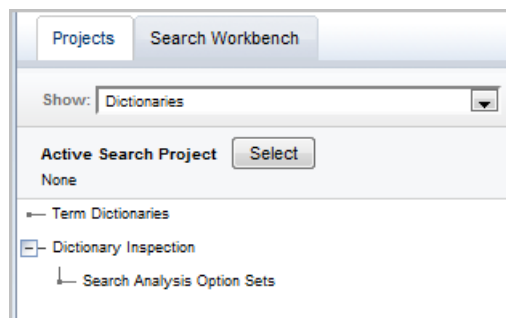 Projects Search Workbench
Show: Dictionaries
Active Search Project Select
None
Term Dictionaries
Dictionary Inspection
Search Analysis Option Sets